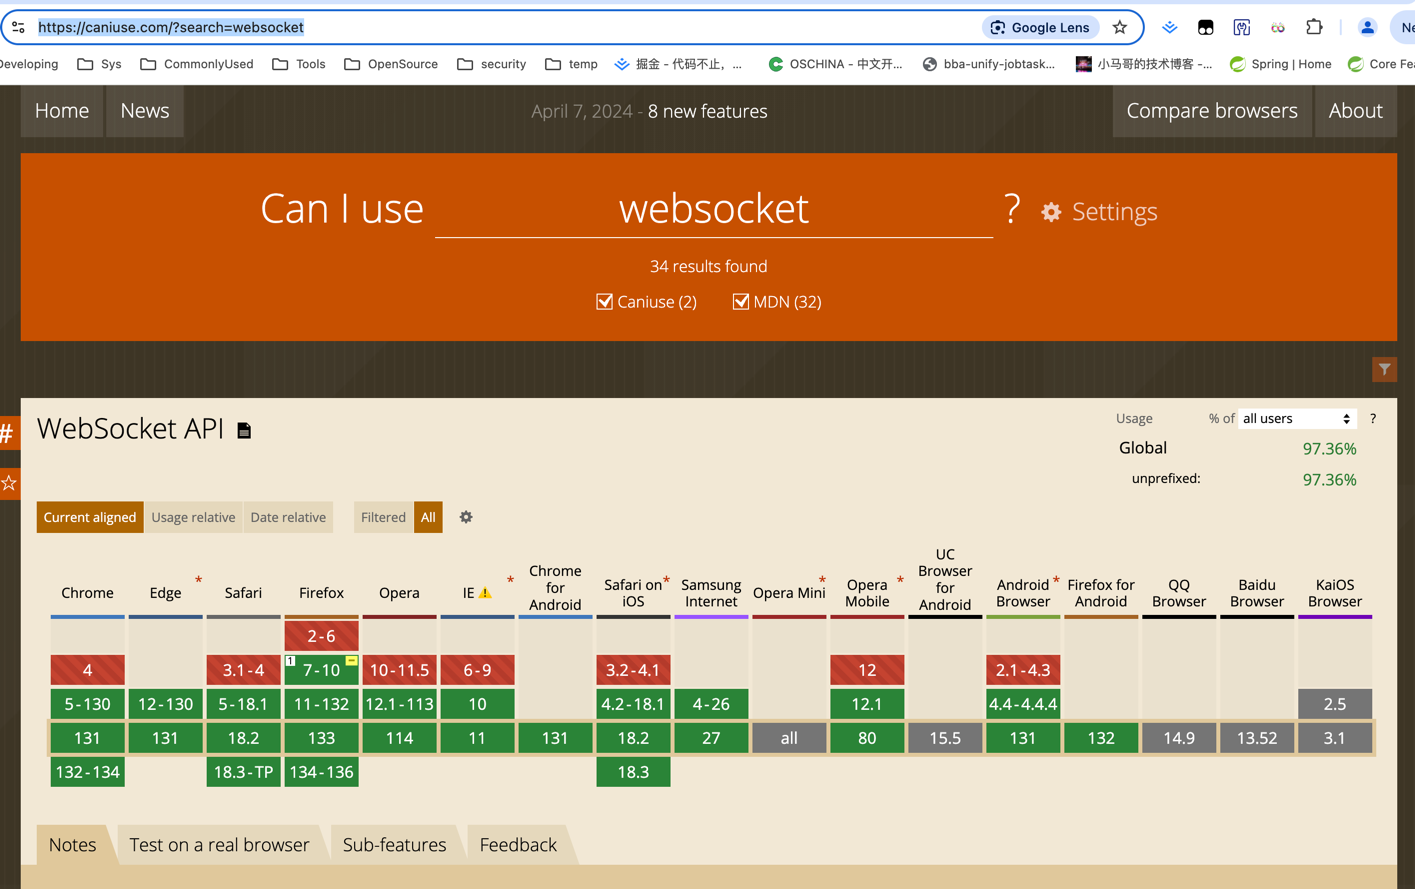 https://caniuse.com/?search=websocket
Google Lens
Ne
Developing
Sys
CommonlyUsed
Tools
OpenSource
security
temp
掘金 - 代码不止，...
OSCHINA - 中文开...
bba-unify-jobtask...
小马哥的技术博客 -...
Spring | Home
Core Fea
Home
News
April 7, 2024 - 8 new features
Compare browsers
About
Can I use websocket ? Settings
34 results found
Caniuse (2) MDN (32)
#
WebSocket API
Usage % of all users ?
Global 97.36%
unprefixed: 97.36%
Current aligned Usage relative Date relative Filtered All
Chrome
Edge *
Safari
Firefox
Opera
IE *
Chrome for Android
Safari on iOS *
Samsung Internet
Opera Mini *
Opera Mobile *
UC Browser for Android
Android Browser *
Firefox for Android
QQ Browser
Baidu Browser
KaiOS Browser
2-6
4 3.1-4 1 7-10 10-11.5 6-9 3.2-4.1 12 2.1-4.3
5-130 12-130 5-18.1 11-132 12.1-113 10 4.2-18.1 4-26 12.1 4.4-4.4.4 2.5
131 131 18.2 133 114 11 131 18.2 27 all 80 15.5 131 132 14.9 13.52 3.1
132-134 18.3-TP 134-136 18.3
Notes
Test on a real browser
Sub-features
Feedback